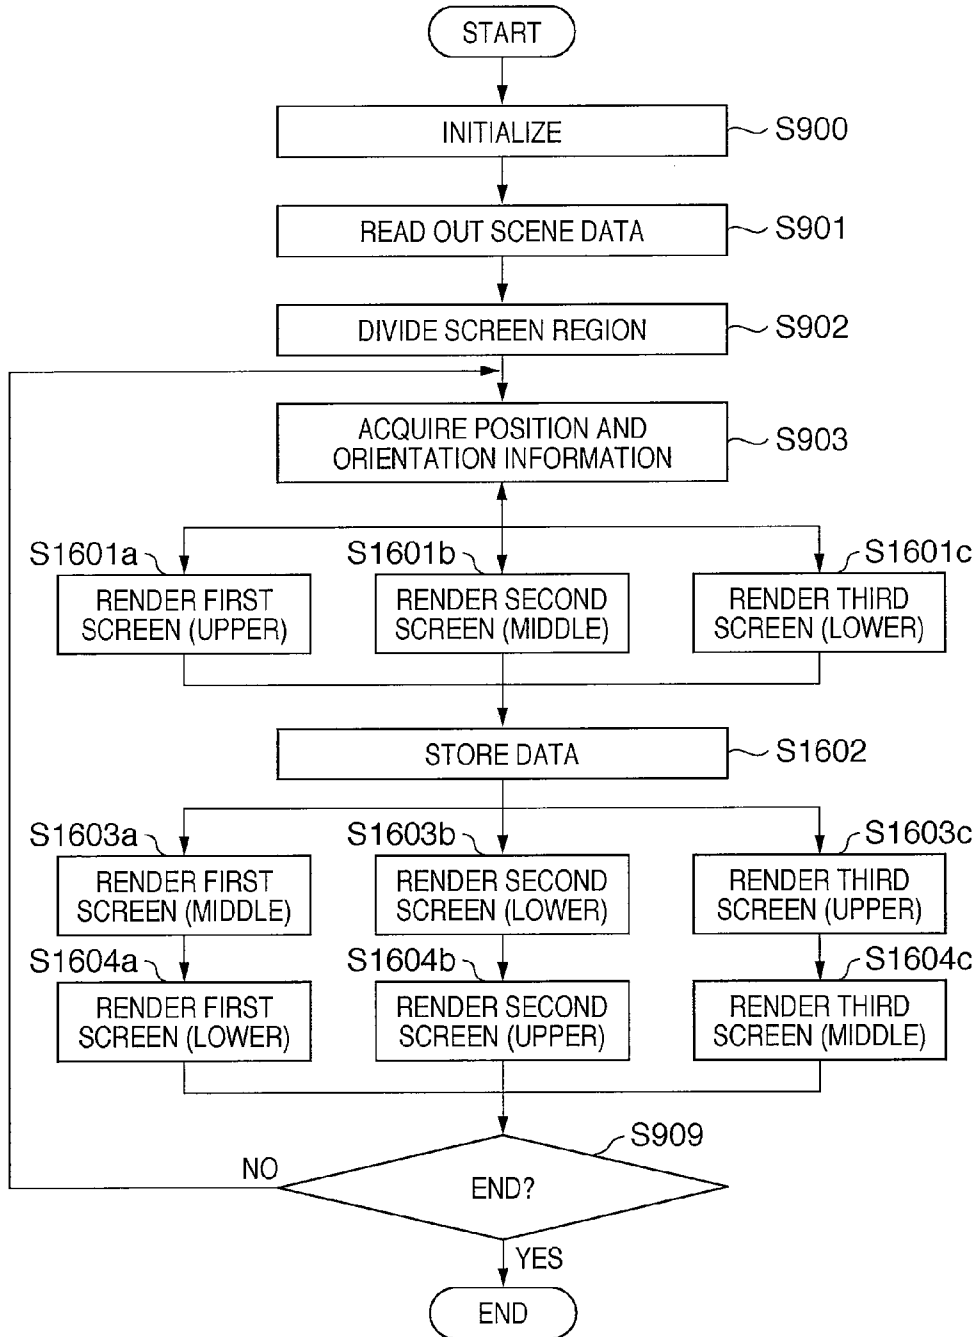 START
INITIALIZE
S900
READ OUT SCENE DATA
S901
DIVIDE SCREEN REGION
S902
ACQUIRE POSITION AND
ORIENTATION INFORMATION
S903
S1601a
RENDER FIRST
SCREEN (UPPER)
S1601b
RENDER SECOND
SCREEN (MIDDLE)
S1601c
RENDER THIRD
SCREEN (LOWER)
STORE DATA
S1602
S1603a
RENDER FIRST
SCREEN (MIDDLE)
S1603b
RENDER SECOND
SCREEN (LOWER)
S1603c
RENDER THIRD
SCREEN (UPPER)
S1604a
RENDER FIRST
SCREEN (LOWER)
S1604b
RENDER SECOND
SCREEN (UPPER)
S1604c
RENDER THIRD
SCREEN (MIDDLE)
S909
NO
END?
YES
END